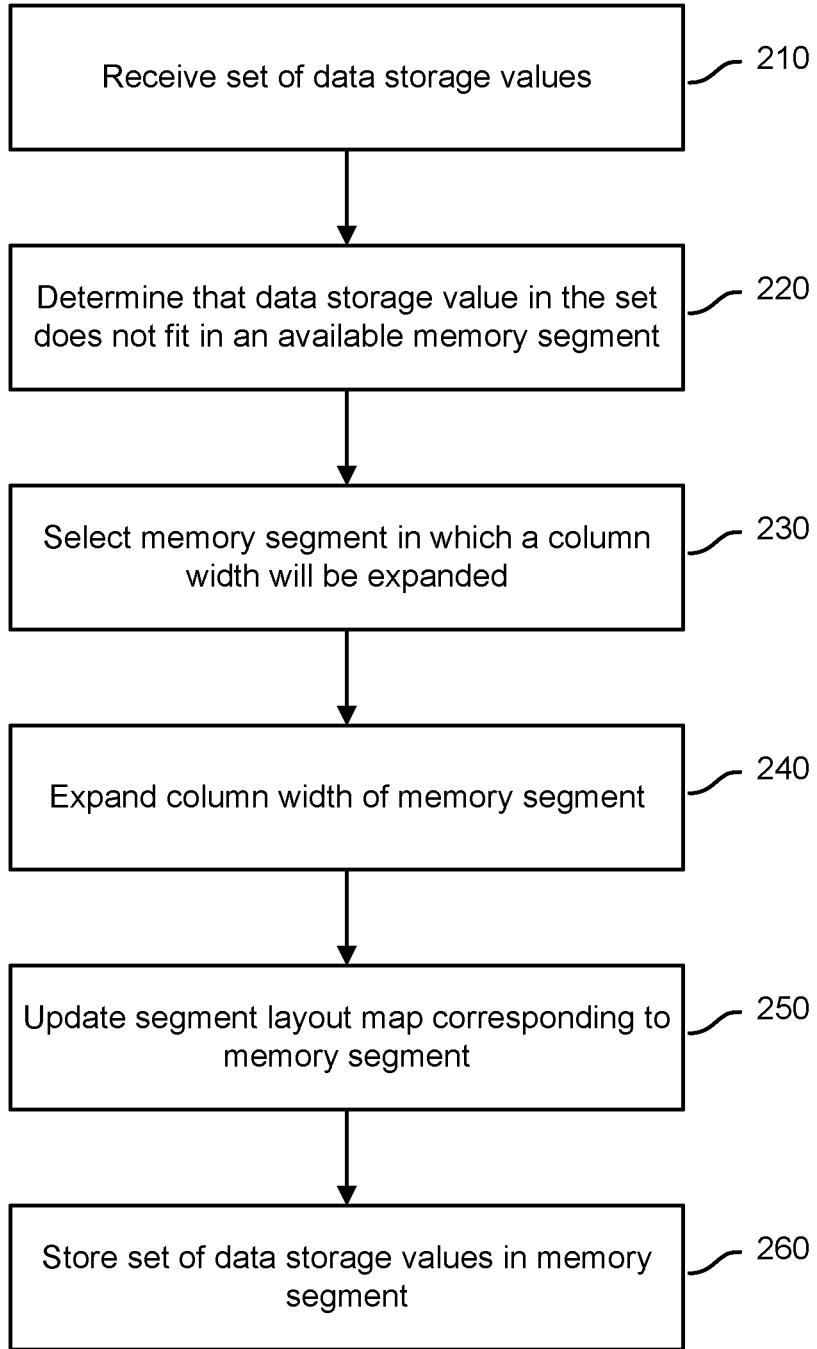 Receive set of data storage values
210
Determine that data storage value in the set
does not fit in an available memory segment
220
Select memory segment in which a column
width will be expanded
230
Expand column width of memory segment
240
Update segment layout map corresponding to
memory segment
250
Store set of data storage values in memory
segment
260